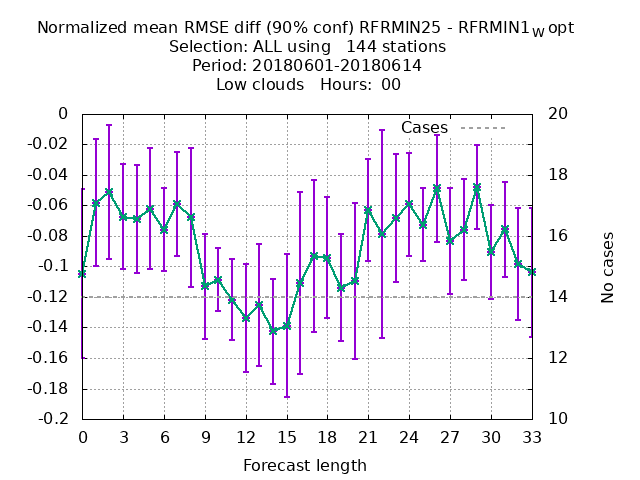 Normalized mean RMSE diff (90% conf) RFRMIN25 - RFRMIN1w opt
Selection: ALL using   144 stations
Period: 20180601-20180614
Low clouds   Hours:  00
Cases
0
-0.02
-0.04
-0.06
-0.08
-0.1
-0.12
-0.14
-0.16
-0.18
-0.2
20
18
16
14
12
10
No cases
0 3 6 9 12 15 18 21 24 27 30 33
Forecast length